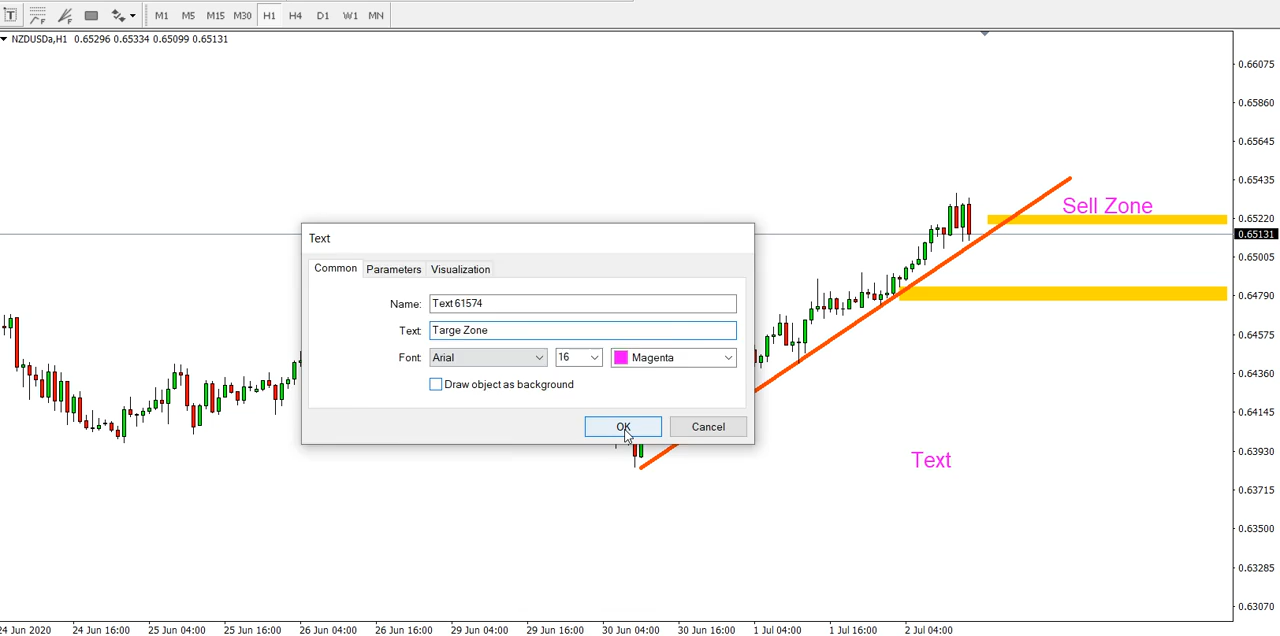 T F F M1 M5 M15 M30 H1 H4 D1 W1 MN
NZDUSDa,H1 0.65296 0.65334 0.65099 0.65131
0.66075
0.65860
0.65645
0.65435
Sell Zone
0.65220
0.65131
0.65005
0.64790
0.64575
0.64360
0.64145
0.63930
0.63715
0.63500
0.63285
0.63070
Text
Common Parameters Visualization
Name: Text 61574
Text: Targe Zone
Font: Arial 16 Magenta
Draw object as background
OK Cancel
Text
24 Jun 2020 24 Jun 16:00 25 Jun 04:00 25 Jun 16:00 26 Jun 04:00 26 Jun 16:00 29 Jun 04:00 29 Jun 16:00 30 Jun 04:00 30 Jun 16:00 1 Jul 04:00 1 Jul 16:00 2 Jul 04:00